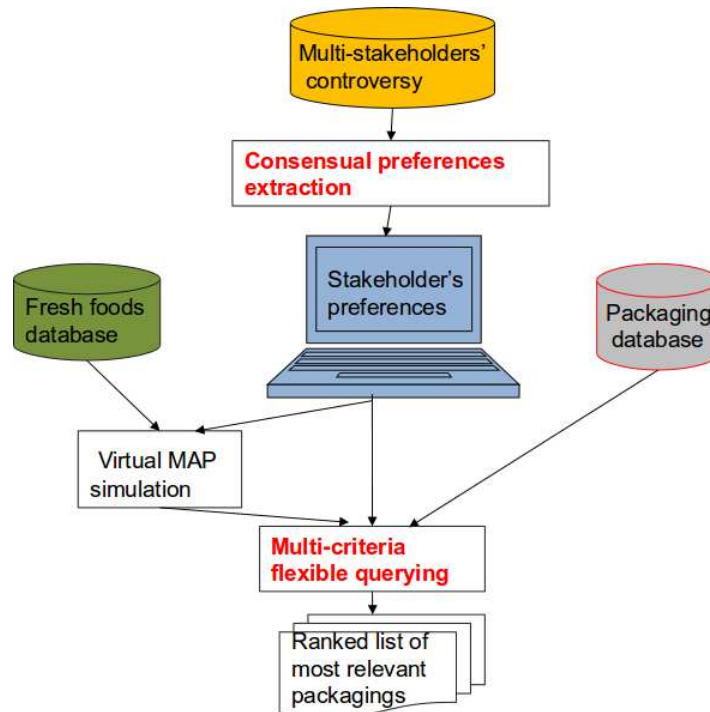 Multi-stakeholders'
controversy
Consensual preferences
extraction
Stakeholder's
preferences
Fresh foods
database
Packaging
database
Virtual MAP
simulation
Multi-criteria
flexible querying
Ranked list of
most relevant
packagings